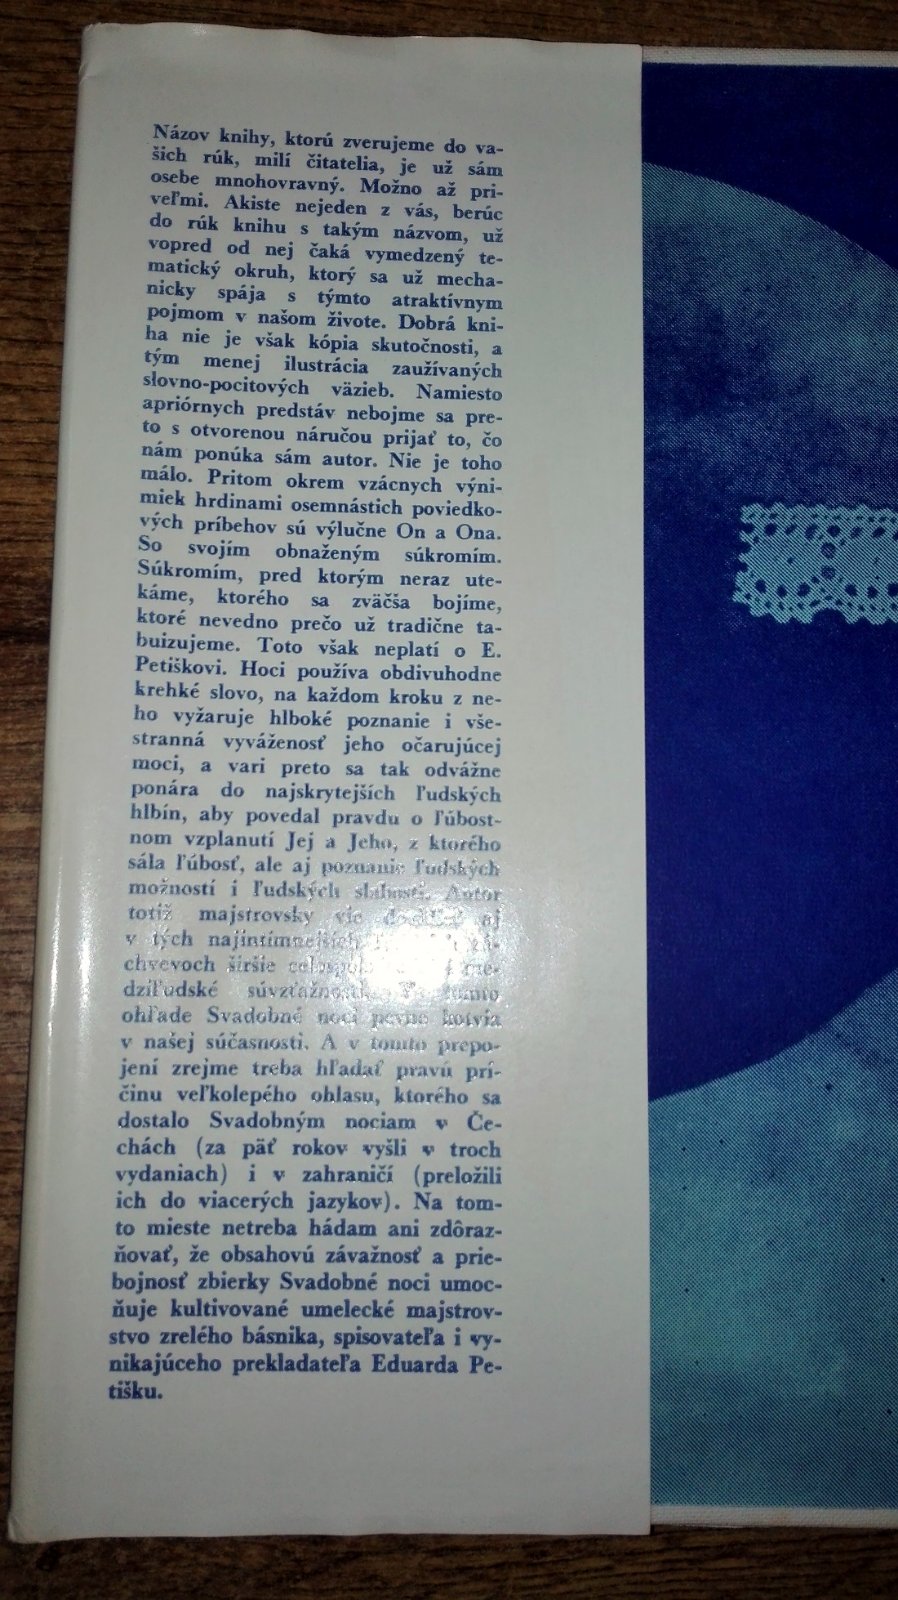 Názov knihy, ktorú zverujeme do va-
šich rúk, milí čitatelia, je už sám
osebe mnohovravný. Možno až pri-
veľmi. Akiste nejeden z vás, berúc
do rúk knihu s takým názvom, už
vopred od nej čaká vymedzený te-
matický okruh, ktorý sa už mecha-
nicky spája s týmto atraktívnym
pojmom v našom živote. Dobrá kni-
ha nie je však kópia skutočnosti, a
tým menej ilustrácia zaužívaných
slovno-pocitových väzieb. Namiesto
apriórnych predstáv nebojme sa pre-
to s otvorenou náručou prijať to, čo
nám ponúka sám autor. Nie je toho
málo. Pritom okrem vzácnych výni-
miek hrdinami osemnástich poviedko-
vých príbehov sú výlučne On a Ona.
So svojím obnaženým súkromím.
Súkromím, pred ktorým neraz ute-
káme, ktorého sa zväčša bojíme,
ktoré nevedno prečo už tradične ta-
buizujeme. Toto však neplatí o E.
Petiškovi. Hoci používa obdivuhodne
krehké slovo, na každom kroku z ne-
ho vyžaruje hlboké poznanie i vše-
stranná vyváženosť jeho očarujúcej
moci, a vari preto sa tak odvážne
ponára do najskrytejších ľudských
hlbín, aby povedal pravdu o ľúbost-
nom vzplanutí Jej a Jeho, z ktorého
sála ľúbosť, ale aj poznanie ľudských
možností i ľudských slabostí. Autor
totiž majstrovsky vie aj
v tých najintímnejších
chvevoch širšie
dziľudské súvzťažnosti. tomto
ohľade Svadobné noci pevne kotvia
v našej súčasnosti. A v tomto prepo-
jení zrejme treba hľadať pravú prí-
činu veľkolepého ohlasu, ktorého sa
dostalo Svadobným nociam v Če-
chách (za päť rokov vyšli v troch
vydaniach) i v zahraničí (preložili
ich do viacerých jazykov). Na tom-
to mieste netreba hádam ani zdôraz-
ňovať, že obsahovú závažnosť a prie-
bojnosť zbierky Svadobné noci umoc-
ňuje kultivované umelecké majstrov-
stvo zrelého básnika, spisovateľa i vy-
nikajúceho prekladateľa Eduarda Pe-
tišku.